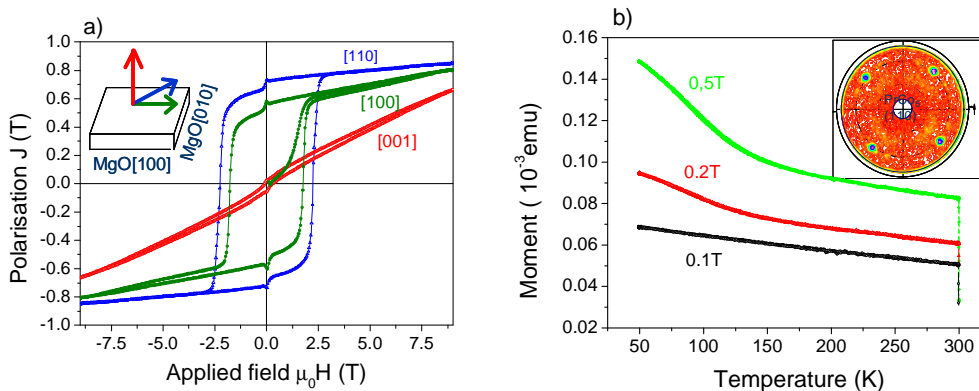 a)
1.0
0.8
0.6
0.4
0.2
0.0
-0.2
-0.4
-0.6
-0.8
-1.0
Polarisation J (T)
[110]
[100]
[001]
MgO[100]
MgO[010]
-7.5 -5.0 -2.5 0.0 2.5 5.0 7.5
Applied field μ0H (T)
b)
0.16
0.14
0.12
0.10
0.08
0.06
0.04
0.02
Moment ( 10-3 emu)
0,5T
0.2T
0.1T
(110)
50 100 150 200 250 300
Temperature (K)